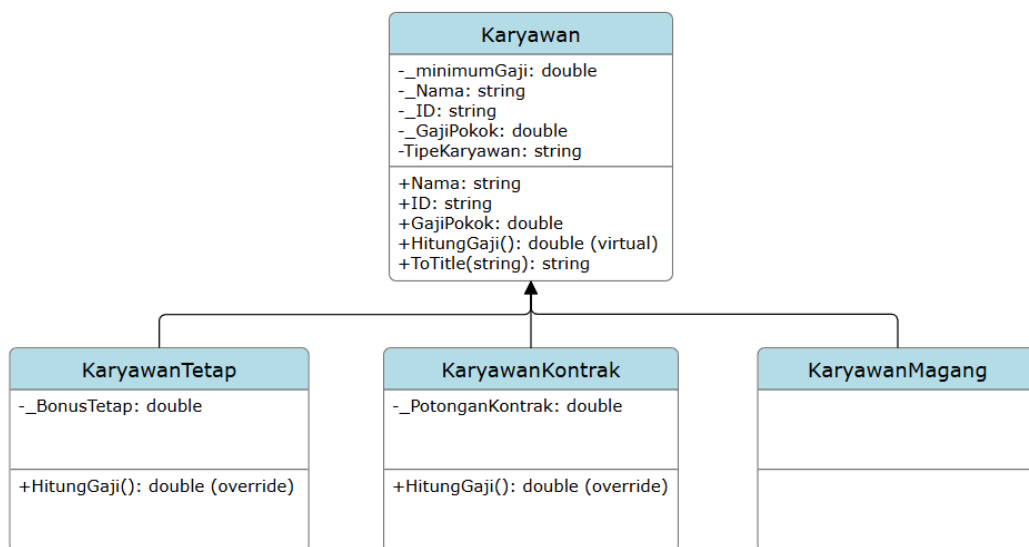 Karyawan
-_minimumGaji: double
-_Nama: string
-_ID: string
-_GajiPokok: double
-TipeKaryawan: string
+Nama: string
+ID: string
+GajiPokok: double
+HitungGaji(): double (virtual)
+ToTitle(string): string
KaryawanTetap
-_BonusTetap: double
+HitungGaji(): double (override)
KaryawanKontrak
-_PotonganKontrak: double
+HitungGaji(): double (override)
KaryawanMagang